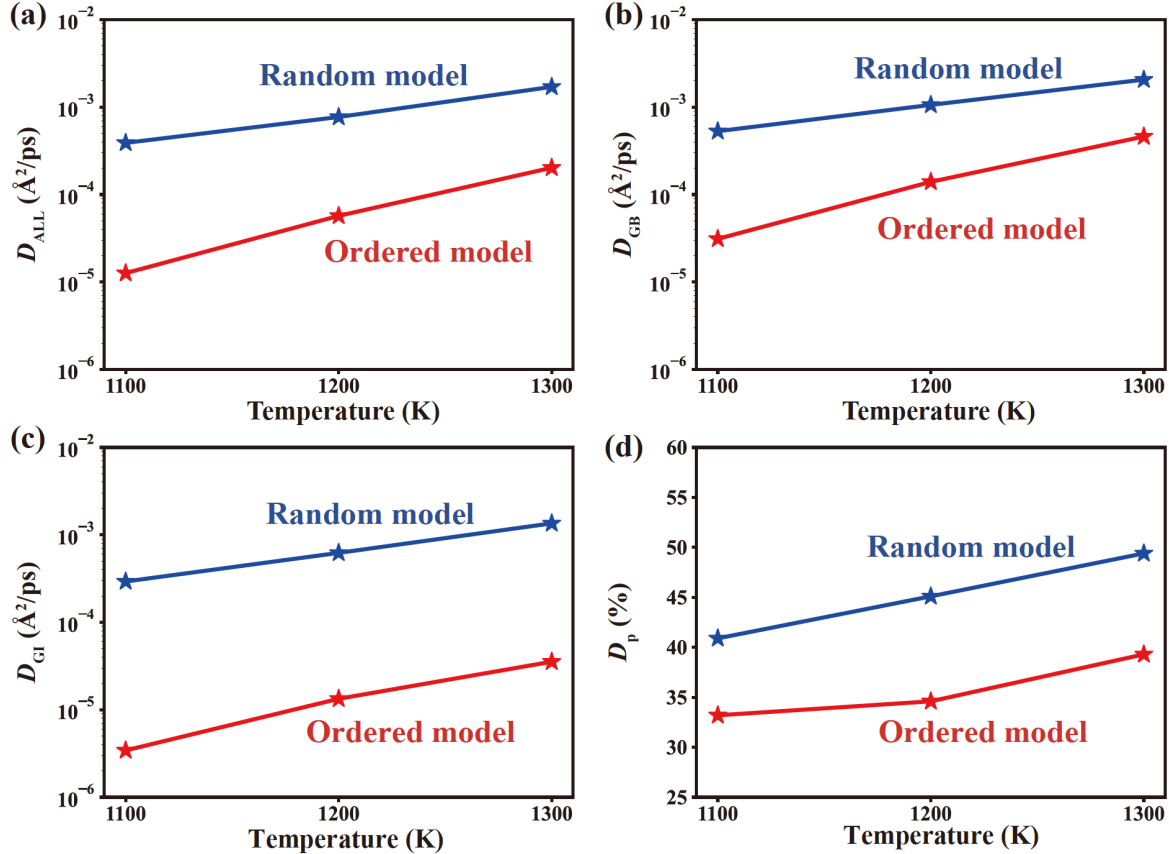 (a)
10⁻²
10⁻³
10⁻⁴
10⁻⁵
10⁻⁶
D_ALL (Å²/ps)
Random model
Ordered model
1100 1200 1300
Temperature (K)
(b)
10⁻²
10⁻³
10⁻⁴
10⁻⁵
10⁻⁶
D_GB (Å²/ps)
Random model
Ordered model
1100 1200 1300
Temperature (K)
(c)
10⁻²
10⁻³
10⁻⁴
10⁻⁵
10⁻⁶
D_GI (Å²/ps)
Random model
Ordered model
1100 1200 1300
Temperature (K)
(d)
60
55
50
45
40
35
30
25
D_p (%)
Random model
Ordered model
1100 1200 1300
Temperature (K)